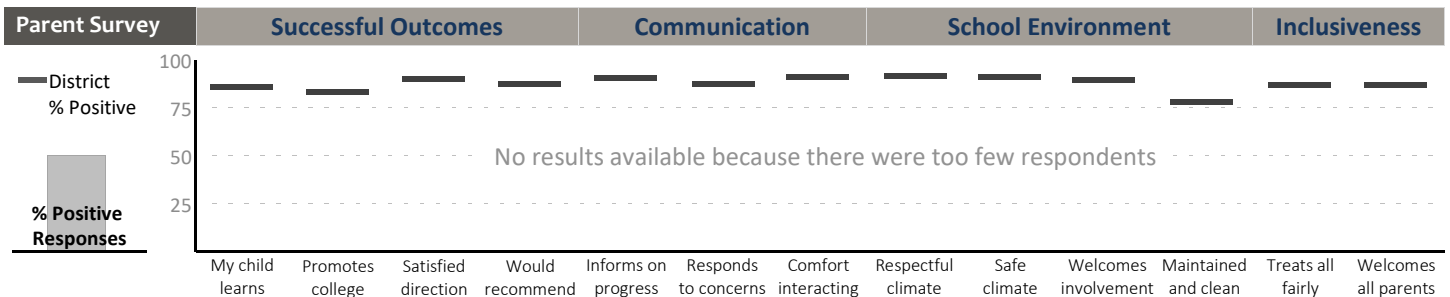 Parent Survey Successful Outcomes Communication School Environment Inclusiveness
District
% Positive
% Positive
Responses
100
75
50
25
No results available because there were too few respondents
My child
learns
Promotes
college
Satisfied
direction
Would
recommend
Informs on
progress
Responds
to concerns
Comfort
interacting
Respectful
climate
Safe
climate
Welcomes
involvement
Maintained
and clean
Treats all
fairly
Welcomes
all parents